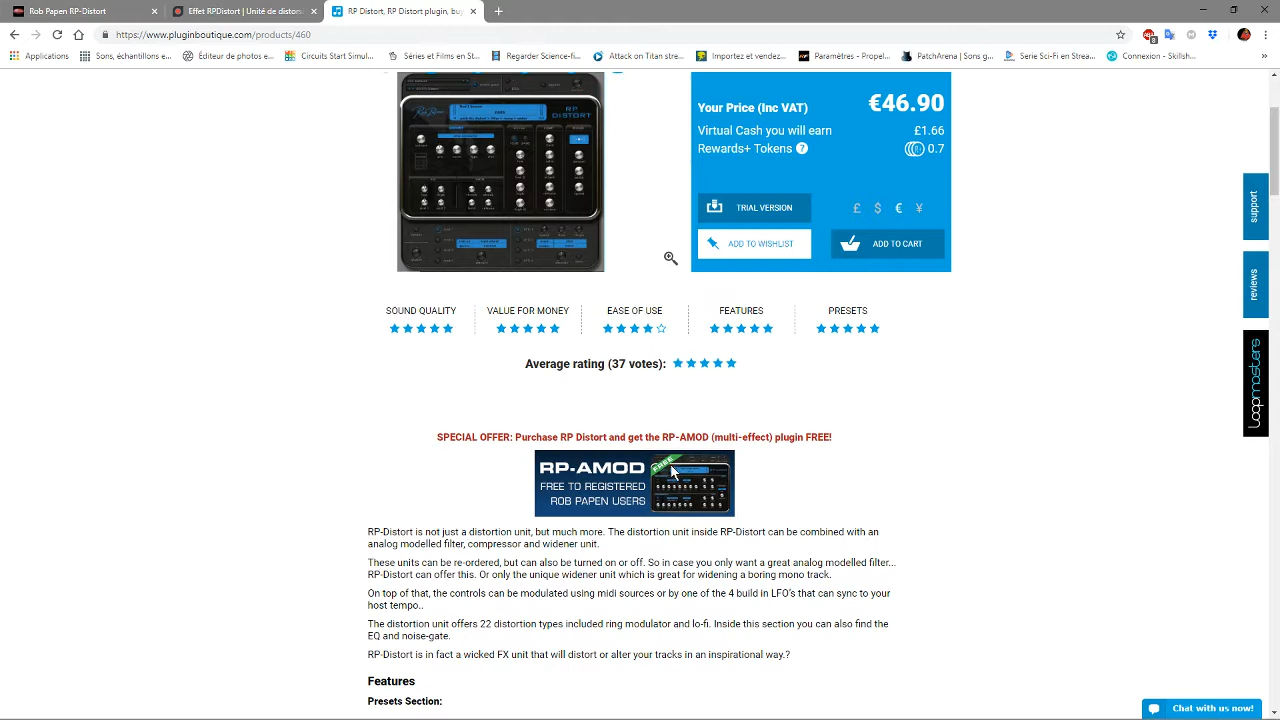 Rob Papen RP Distort
Effet RPDistort | Unité de distors
RP Distort, RP Distort plugin, bu
https://www.pluginboutique.com/products/460
Applications
Sons, échantillons e...
Éditeur de photos e...
Circuits Start Simul...
Séries et Films en St...
Regarder Science-fi...
Attack on Titan stre...
Importez et vendez...
Paramètres - Propel...
PatchArena | Sons g...
Série Sci-Fi en Strea...
Connexion - Skillsh...
RP
DISTORT
Your Price (Inc VAT)
€46.90
Virtual Cash you will earn
£1.66
Rewards+ Tokens ?
0.7
TRIAL VERSION
£ $ € ¥
ADD TO WISHLIST
ADD TO CART
support
reviews
loopmasters
SOUND QUALITY
VALUE FOR MONEY
EASE OF USE
FEATURES
PRESETS
Average rating (37 votes):
SPECIAL OFFER: Purchase RP Distort and get the RP-AMOD (multi-effect) plugin FREE!
RP-AMOD
FREE TO REGISTERED
ROB PAPEN USERS
FREE
RP-Distort is not just a distortion unit, but much more. The distortion unit inside RP-Distort can be combined with an
analog modelled filter, compressor and widener unit.
These units can be re-ordered, but can also be turned on or off. So in case you only want a great analog modelled filter...
RP-Distort can offer this. Or only the unique widener unit which is great for widening a boring mono track.
On top of that, the controls can be modulated using midi sources or by one of the 4 build in LFO's that can sync to your
host tempo..
The distortion unit offers 22 distortion types included ring modulator and lo-fi. Inside this section you can also find the
EQ and noise-gate.
RP-Distort is in fact a wicked FX unit that will distort or alter your tracks in an inspirational way.?
Features
Presets Section:
Chat with us now!